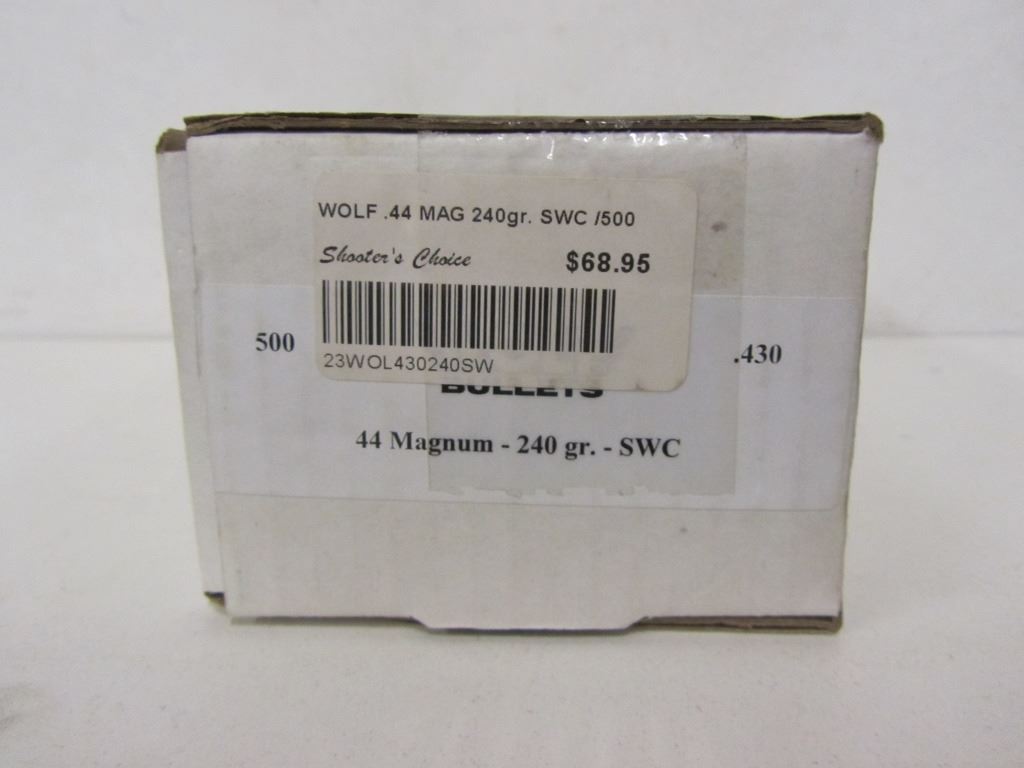 WOLF .44 MAG 240gr. SWC /500
Shooter's Choice $68.95
23WOL430240SW
500 .430
BULLETS
44 Magnum - 240 gr. - SWC